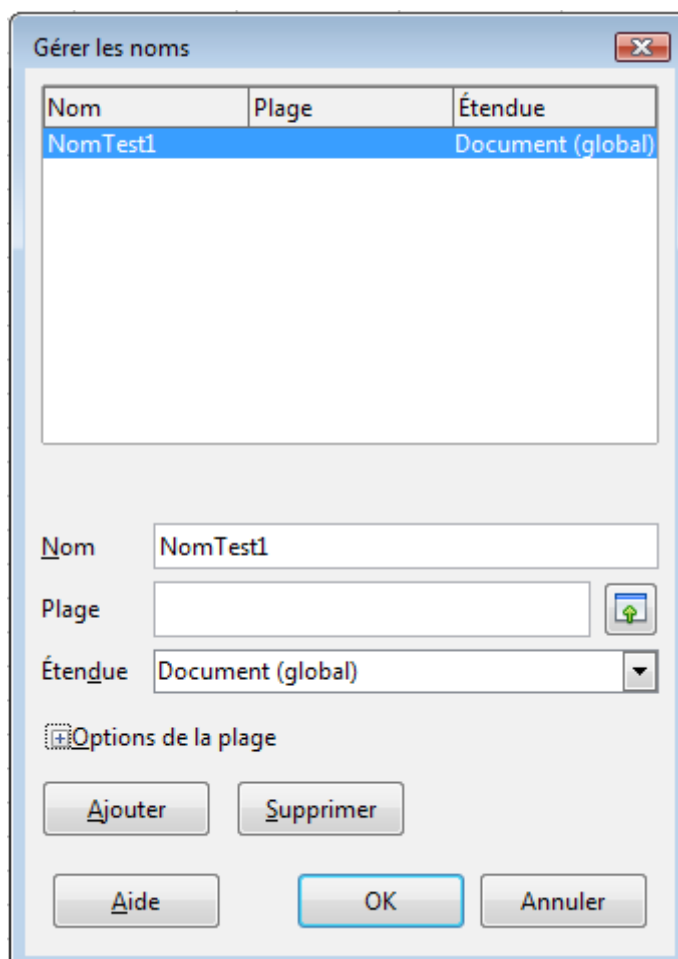 Gérer les noms
Nom Plage Étendue
NomTest1 Document (global)
Nom NomTest1
Plage
Étendue Document (global)
Options de la plage
Ajouter Supprimer
Aide OK Annuler